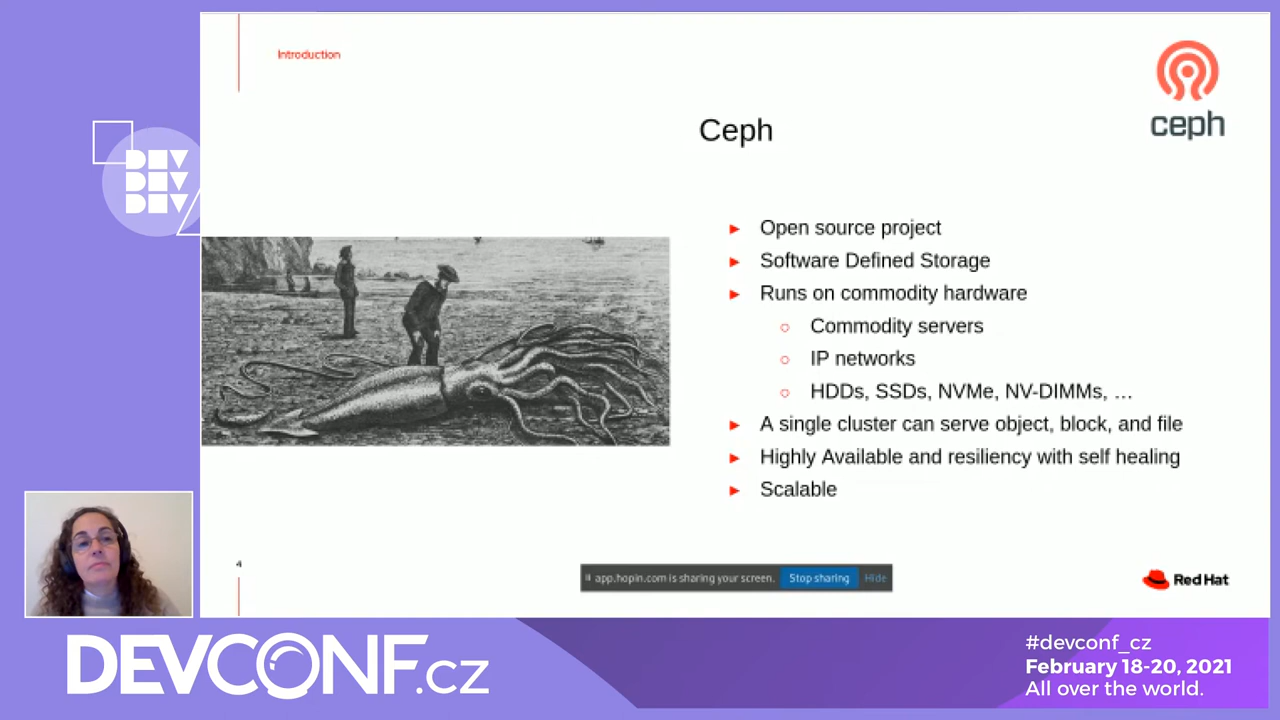 Introduction
ceph
Ceph
DEV
DEV
DEV
► Open source project
► Software Defined Storage
► Runs on commodity hardware
○ Commodity servers
○ IP networks
○ HDDs, SSDs, NVMe, NV-DIMMs, …
► A single cluster can serve object, block, and file
► Highly Available and resiliency with self healing
► Scalable
4
app.hopin.com is sharing your screen. Stop sharing Hide
Red Hat
DEVCONF.cz
#devconf_cz
February 18-20, 2021
All over the world.